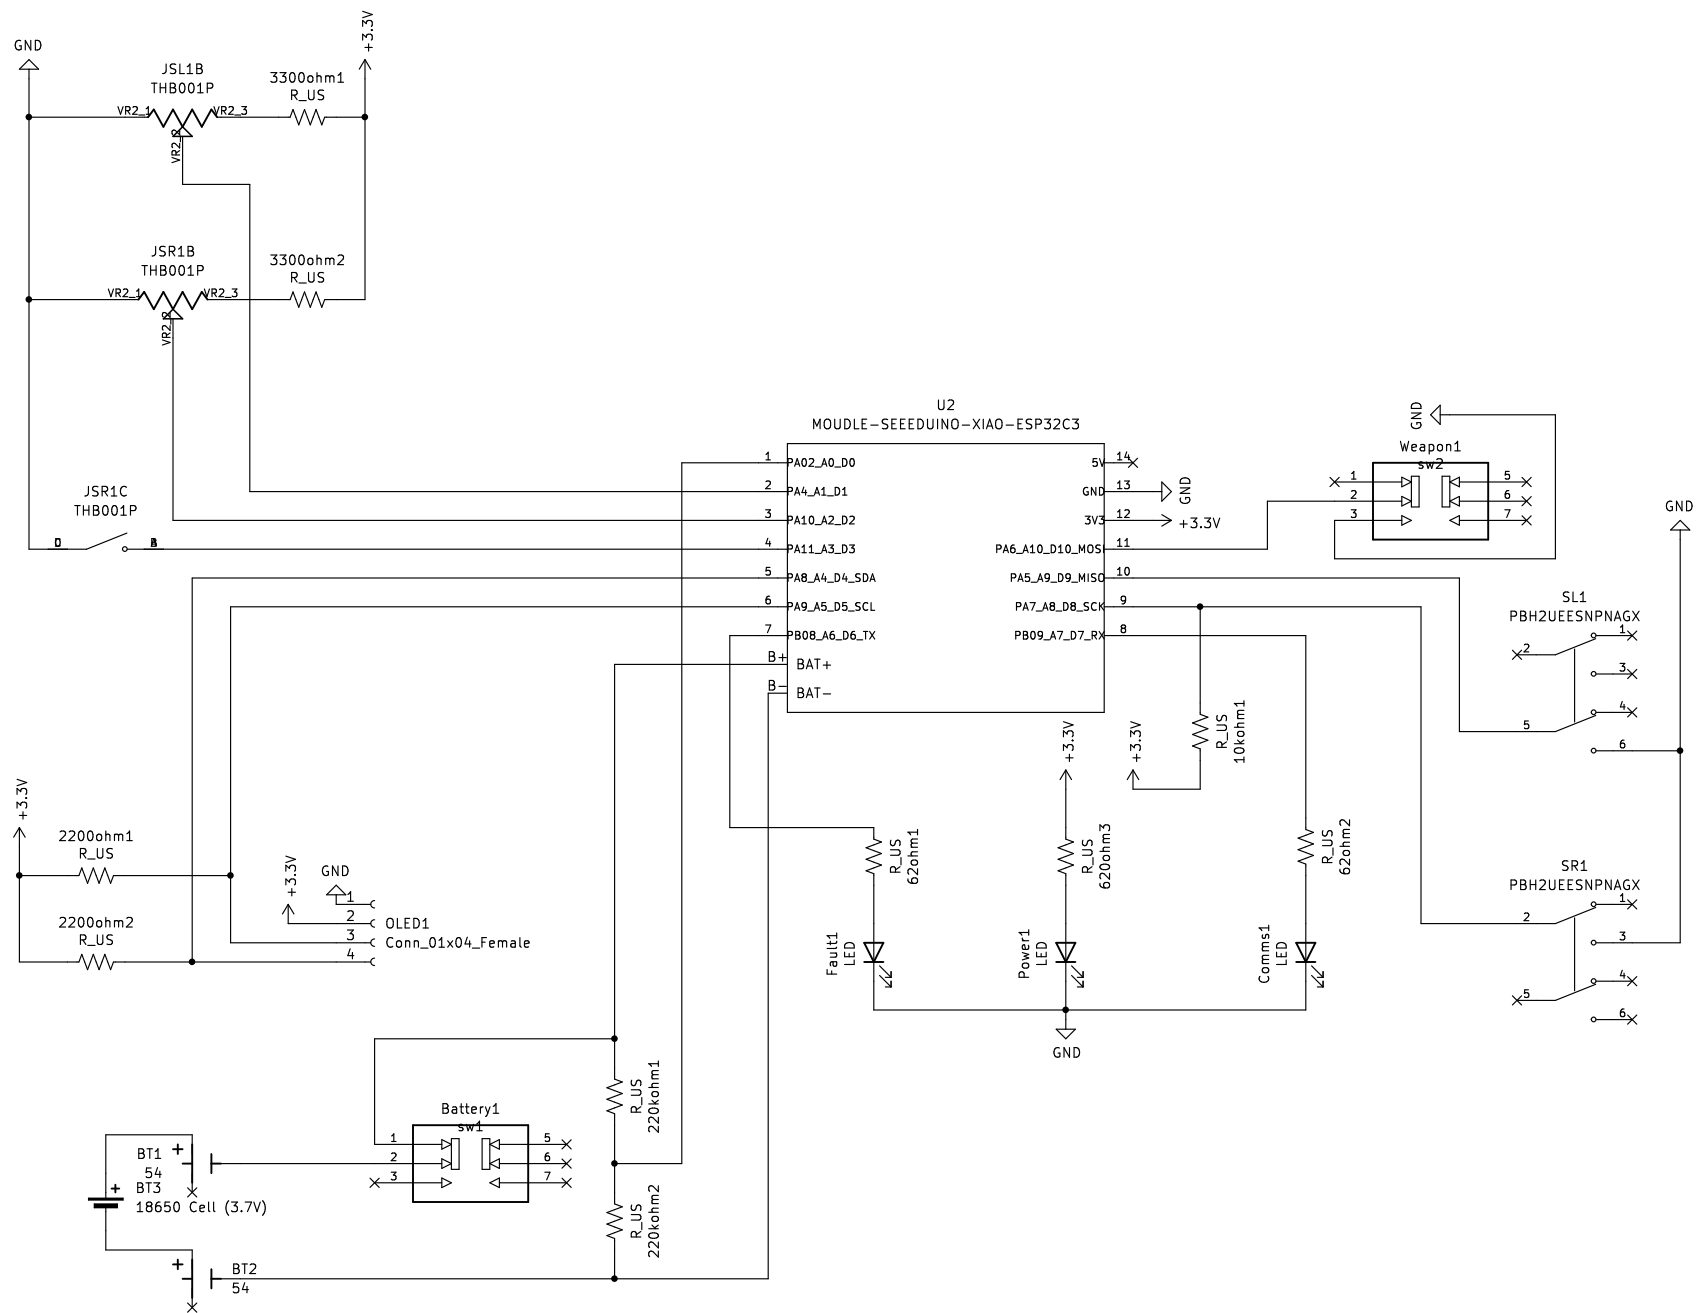 GND
+3.3V
JSL1B
THB001P
3300ohm1
R_US
VR2_1
VR2_3
VR2_2
JSR1B
THB001P
3300ohm2
R_US
VR2_1
VR2_3
VR2_2
JSR1C
THB001P
U2
MOUDLE-SEEEDUINO-XIAO-ESP32C3
1 PA02_A0_D0
2 PA4_A1_D1
3 PA10_A2_D2
4 PA11_A3_D3
5 PA8_A4_D4_SDA
6 PA9_A5_D5_SCL
7 PB08_A6_D6_TX
B+ BAT+
B- BAT-
5V 14
GND 13
3V3 12
PA6_A10_D10_MOSI 11
PA5_A9_D9_MISO 10
PA7_A8_D8_SCK 9
PB09_A7_D7_RX 8
GND
+3.3V
GND
Weapon1
sw2
1
2
3
5
6
7
GND
SL1
PBH2UEESNPNAGX
1
2
3
4
5
6
SR1
PBH2UEESNPNAGX
1
2
3
4
5
6
+3.3V
+3.3V
R_US
10kohm1
R_US
62ohm1
R_US
620ohm3
R_US
62ohm2
Fault1
LED
Power1
LED
Comms1
LED
GND
+3.3V
2200ohm1
R_US
2200ohm2
R_US
+3.3V
GND
1
2
3
4
OLED1
Conn_01x04_Female
R_US
220kohm1
R_US
220kohm2
Battery1
sw1
1
2
3
5
6
7
BT1
54
BT3
18650 Cell (3.7V)
BT2
54